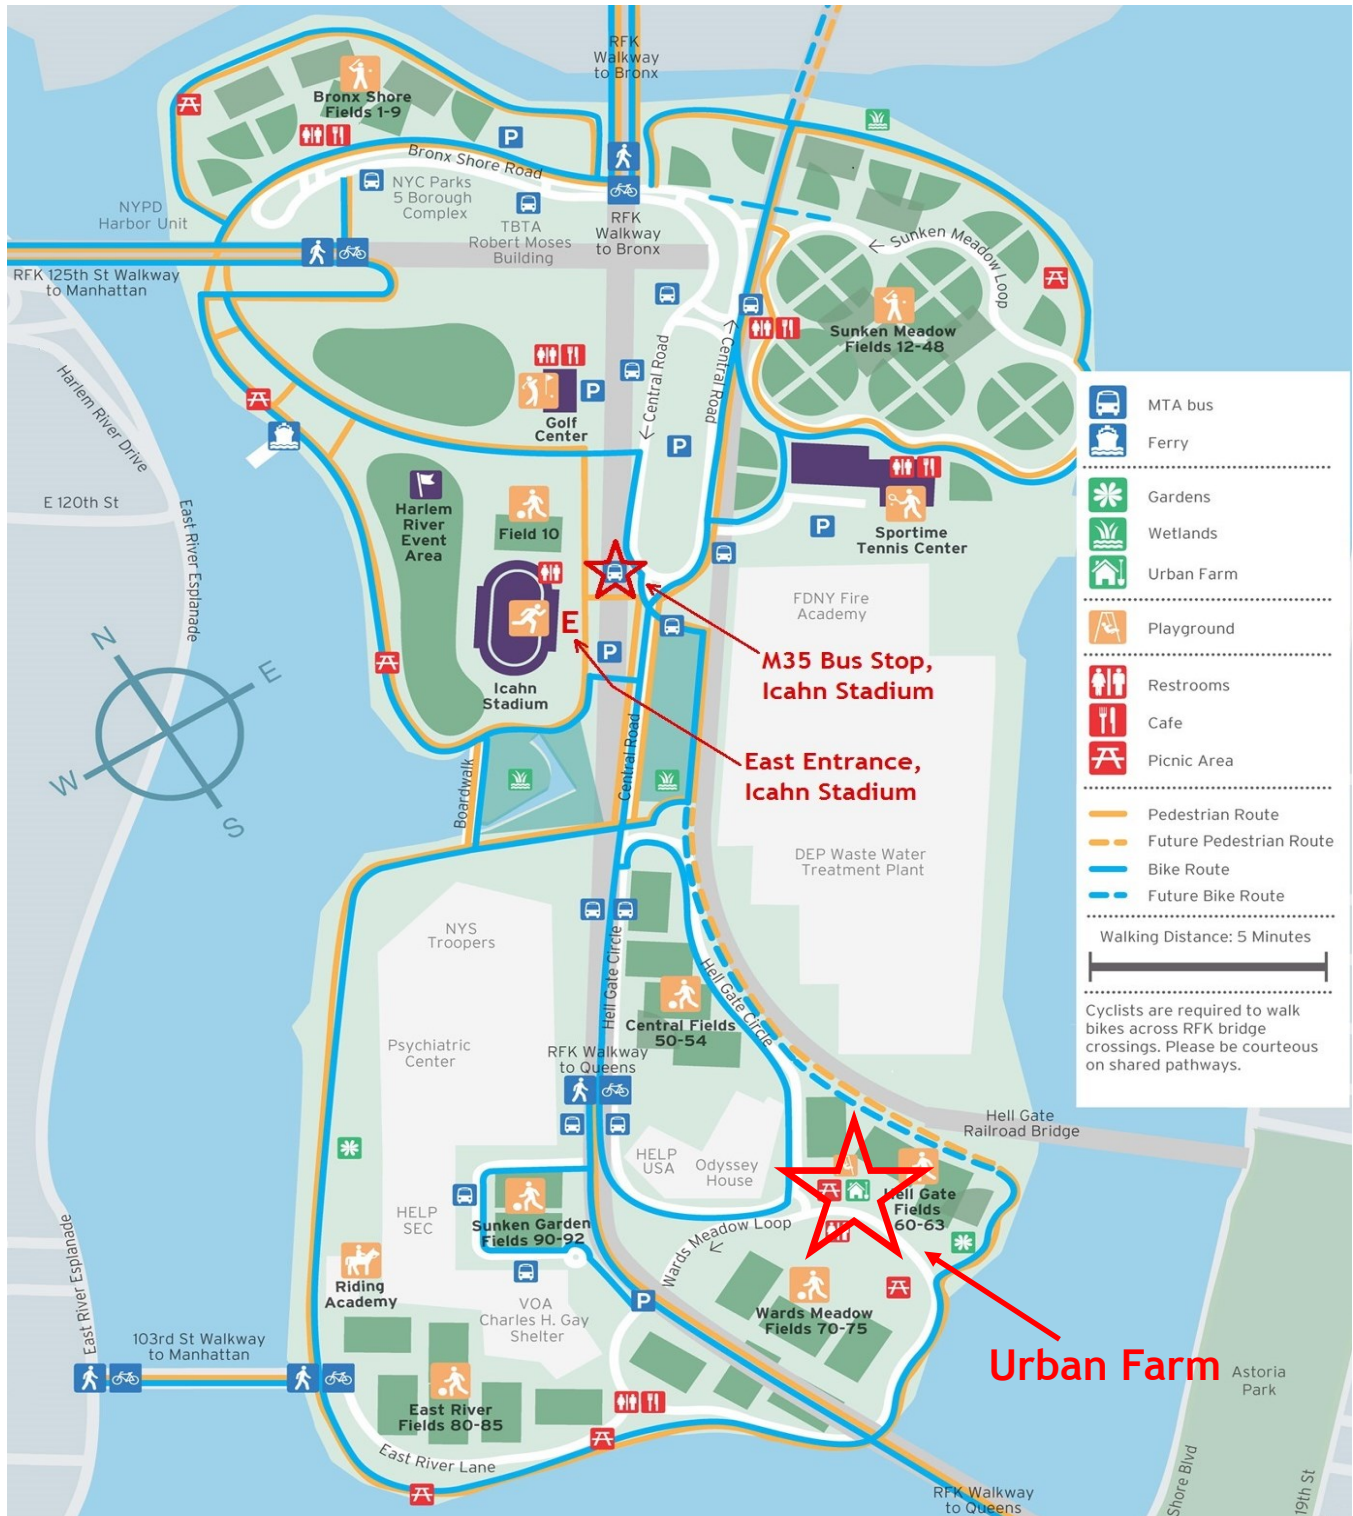 RFK
Walkway
to Bronx
Bronx Shore
Fields 1-9
P
Bronx Shore Road
NYC Parks
5 Borough
Complex
NYPD
Harbor Unit
TBTA
Robert Moses
Building
RFK
Walkway
to Bronx
RFK 125th St Walkway
to Manhattan
← Sunken Meadow Loop
Sunken Meadow
Fields 12-48
← Central Road
← Central Road
Harlem River Drive
Golf
Center
P
P
E 120th St
East River Esplanade
Harlem
River
Event
Area
Field 10
Sportime
Tennis Center
P
FDNY Fire
Academy
E
P
M35 Bus Stop,
Icahn Stadium
Icahn
Stadium
East Entrance,
Icahn Stadium
N
E
W
S
Boardwalk
Central Road
DEP Waste Water
Treatment Plant
NYS
Troopers
Hell Gate Circle
Hell Gate Circle
Central Fields
50-54
Psychiatric
Center
RFK Walkway
to Queens
Hell Gate
Railroad Bridge
HELP
USA
Odyssey
House
Hell Gate
Fields
60-63
HELP
SEC
Sunken Garden
Fields 90-92
Wards Meadow Loop
←
Riding
Academy
VOA
Charles H. Gay
Shelter
P
Wards Meadow
Fields 70-75
East River Esplanade
103rd St Walkway
to Manhattan
Urban Farm
Astoria
Park
East River
Fields 80-85
East River Lane
RFK Walkway
to Queens
Shore Blvd
19th St
MTA bus
Ferry
Gardens
Wetlands
Urban Farm
Playground
Restrooms
Cafe
Picnic Area
Pedestrian Route
Future Pedestrian Route
Bike Route
Future Bike Route
Walking Distance: 5 Minutes
Cyclists are required to walk
bikes across RFK bridge
crossings. Please be courteous
on shared pathways.